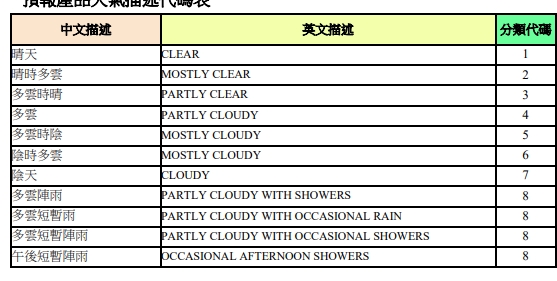 預報產品天氣描述代碼表
中文描述 英文描述 分類代碼
晴天 CLEAR 1
晴時多雲 MOSTLY CLEAR 2
多雲時晴 PARTLY CLEAR 3
多雲 PARTLY CLOUDY 4
多雲時陰 MOSTLY CLOUDY 5
陰時多雲 MOSTLY CLOUDY 6
陰天 CLOUDY 7
多雲陣雨 PARTLY CLOUDY WITH SHOWERS 8
多雲短暫雨 PARTLY CLOUDY WITH OCCASIONAL RAIN 8
多雲短暫陣雨 PARTLY CLOUDY WITH OCCASIONAL SHOWERS 8
午後短暫陣雨 OCCASIONAL AFTERNOON SHOWERS 8